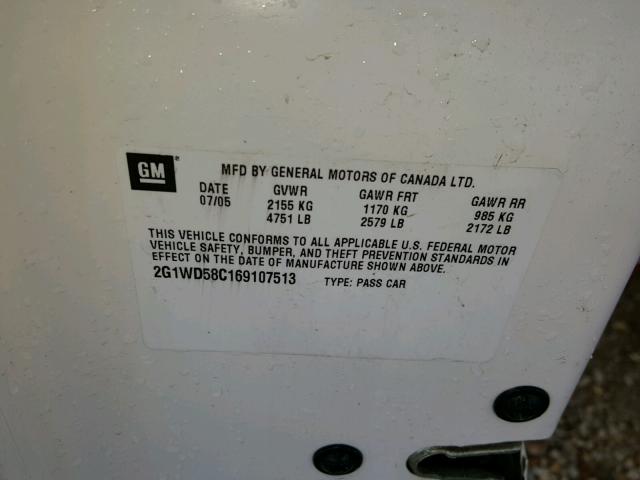 GM
MFD BY GENERAL MOTORS OF CANADA LTD.
DATE GVWR GAWR FRT GAWR RR
07/05 2155 KG 1170 KG 985 KG
4751 LB 2579 LB 2172 LB
THIS VEHICLE CONFORMS TO ALL APPLICABLE U.S. FEDERAL MOTOR
VEHICLE SAFETY, BUMPER, AND THEFT PREVENTION STANDARDS IN
EFFECT ON THE DATE OF MANUFACTURE SHOWN ABOVE.
2G1WD58C169107513 TYPE: PASS CAR